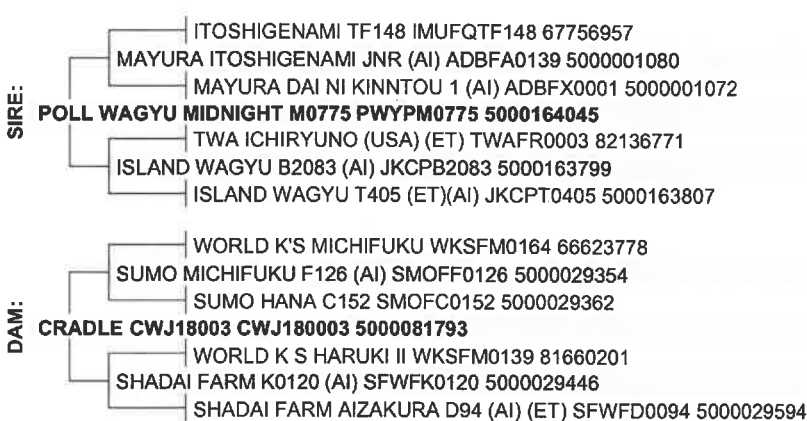 ITOSHIGENAMI TF148 IMUFQTF148 67756957
MAYURA ITOSHIGENAMI JNR (AI) ADBFA0139 5000001080
MAYURA DAI NI KINNTOU 1 (AI) ADBFX0001 5000001072
SIRE:
POLL WAGYU MIDNIGHT M0775 PWYPM0775 5000164045
TWA ICHIRYUNO (USA) (ET) TWAFR0003 82136771
ISLAND WAGYU B2083 (AI) JKCPB2083 5000163799
ISLAND WAGYU T405 (ET)(AI) JKCPT0405 5000163807
WORLD K'S MICHIFUKU WKSFM0164 66623778
SUMO MICHIFUKU F126 (AI) SMOFF0126 5000029354
SUMO HANA C152 SMOFC0152 5000029362
DAM:
CRADLE CWJ18003 CWJ180003 5000081793
WORLD K S HARUKI II WKSFM0139 81660201
SHADAI FARM K0120 (AI) SFWFK0120 5000029446
SHADAI FARM AIZAKURA D94 (AI) (ET) SFWFD0094 5000029594